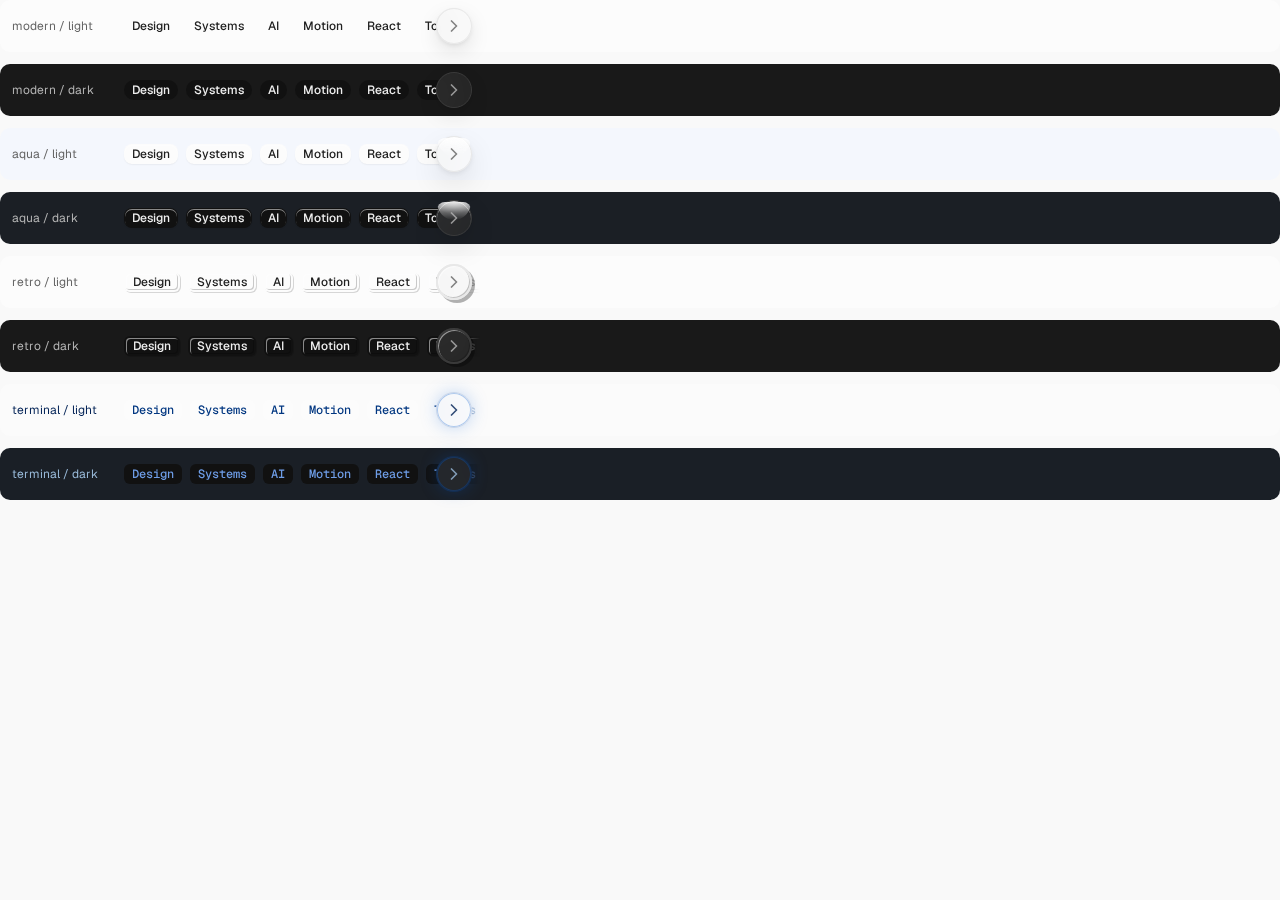 modern / light Design Systems AI Motion React
modern / dark Design Systems AI Motion React
aqua / light Design Systems AI Motion React
aqua / dark Design Systems AI Motion React
retro / light Design Systems AI Motion React
retro / dark Design Systems AI Motion React
terminal / light Design Systems AI Motion React
terminal / dark Design Systems AI Motion React